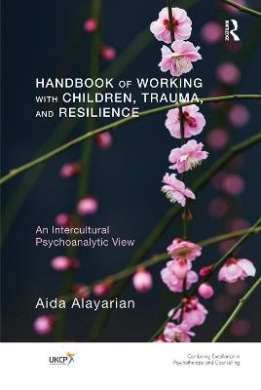 HANDBOOK OF WORKING
WITH CHILDREN, TRAUMA,
AND RESILIENCE
An Intercultural
Psychoanalytic View
Aida Alayarian
UKCP
Combining Excellence in
Psychotherapy and Counselling